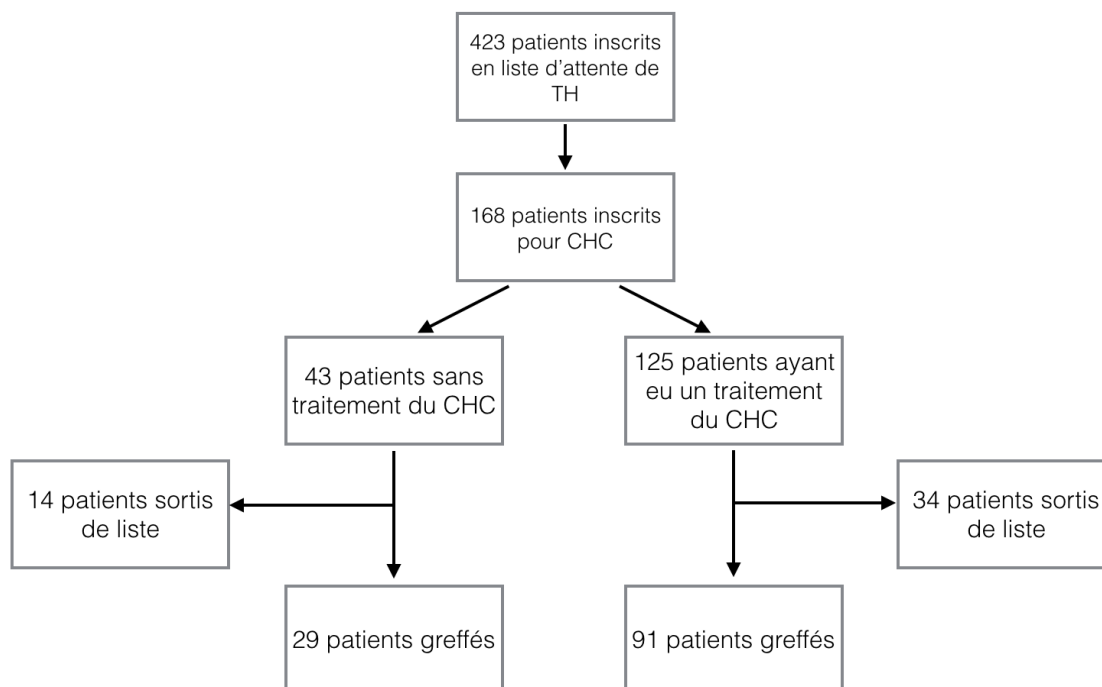 423 patients inscrits
en liste d'attente de
TH
168 patients inscrits
pour CHC
43 patients sans
traitement du CHC
125 patients ayant
eu un traitement
du CHC
14 patients sortis
de liste
34 patients sortis
de liste
29 patients greffés
91 patients greffés